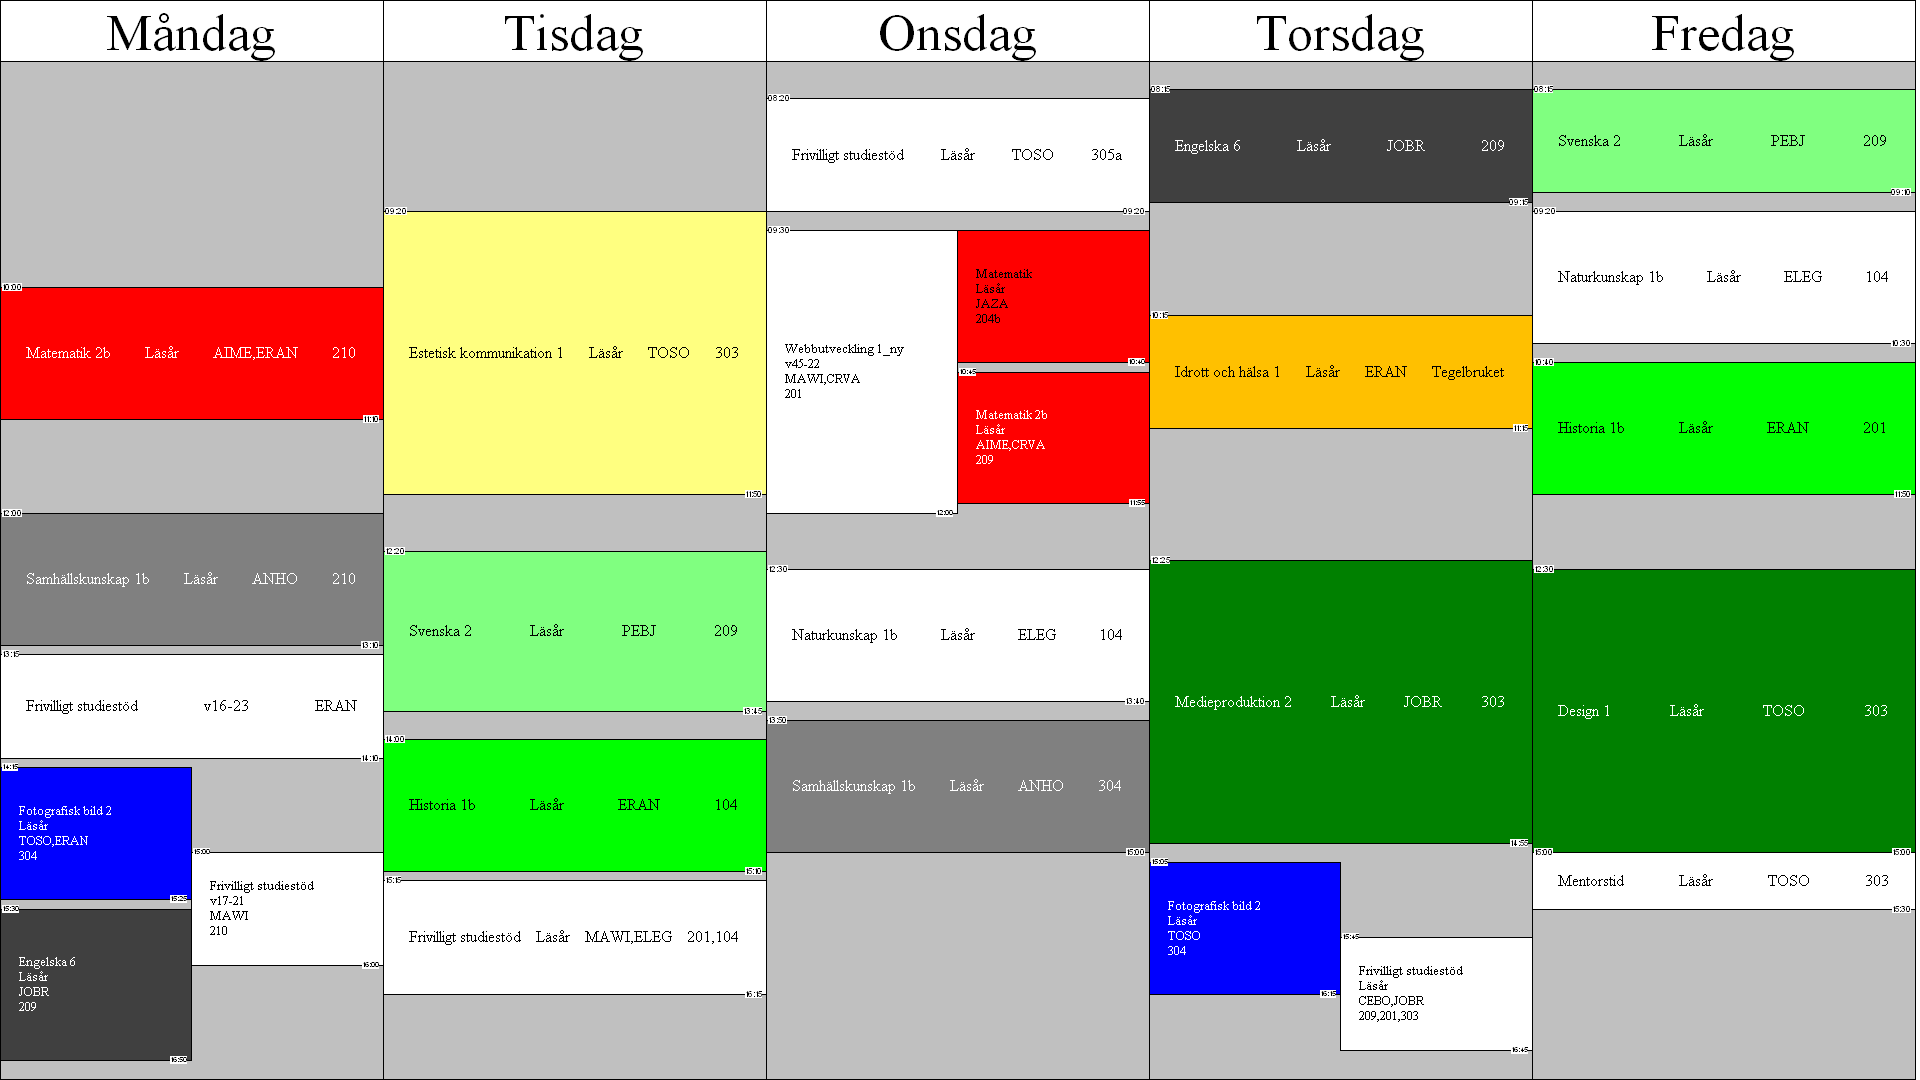 Måndag
10:00
Matematik 2b Läsår AIME,ERAN 210
11:10
12:00
Samhällskunskap 1b Läsår ANHO 210
13:10
13:15
Frivilligt studiestöd v16-23 ERAN
14:10
14:15
Fotografisk bild 2
Läsår
TOSO,ERAN
304
15:25
15:00
Frivilligt studiestöd
v17-21
MAWI
210
16:00
15:30
Engelska 6
Läsår
JOBR
209
16:50
Tisdag
09:20
Estetisk kommunikation 1 Läsår TOSO 303
11:50
12:20
Svenska 2 Läsår PEBJ 209
13:45
14:00
Historia 1b Läsår ERAN 104
15:10
15:15
Frivilligt studiestöd Läsår MAWI,ELEG 201,104
16:15
Onsdag
08:20
Frivilligt studiestöd Läsår TOSO 305a
09:20
09:30
Webbutveckling 1_ny
v45-22
MAWI,CRVA
201
12:00
Matematik
Läsår
JAZA
204b
10:40
10:45
Matematik 2b
Läsår
AIME,CRVA
209
11:55
12:30
Naturkunskap 1b Läsår ELEG 104
13:40
13:50
Samhällskunskap 1b Läsår ANHO 304
15:00
Torsdag
08:15
Engelska 6 Läsår JOBR 209
09:15
10:15
Idrott och hälsa 1 Läsår ERAN Tegelbruket
11:15
12:25
Medieproduktion 2 Läsår JOBR 303
14:55
15:05
Fotografisk bild 2
Läsår
TOSO
304
16:15
15:45
Frivilligt studiestöd
Läsår
CEBO,JOBR
209,201,303
16:45
Fredag
08:15
Svenska 2 Läsår PEBJ 209
09:10
09:20
Naturkunskap 1b Läsår ELEG 104
10:30
10:40
Historia 1b Läsår ERAN 201
11:50
12:30
Design 1 Läsår TOSO 303
15:00
15:00
Mentorstid Läsår TOSO 303
15:30